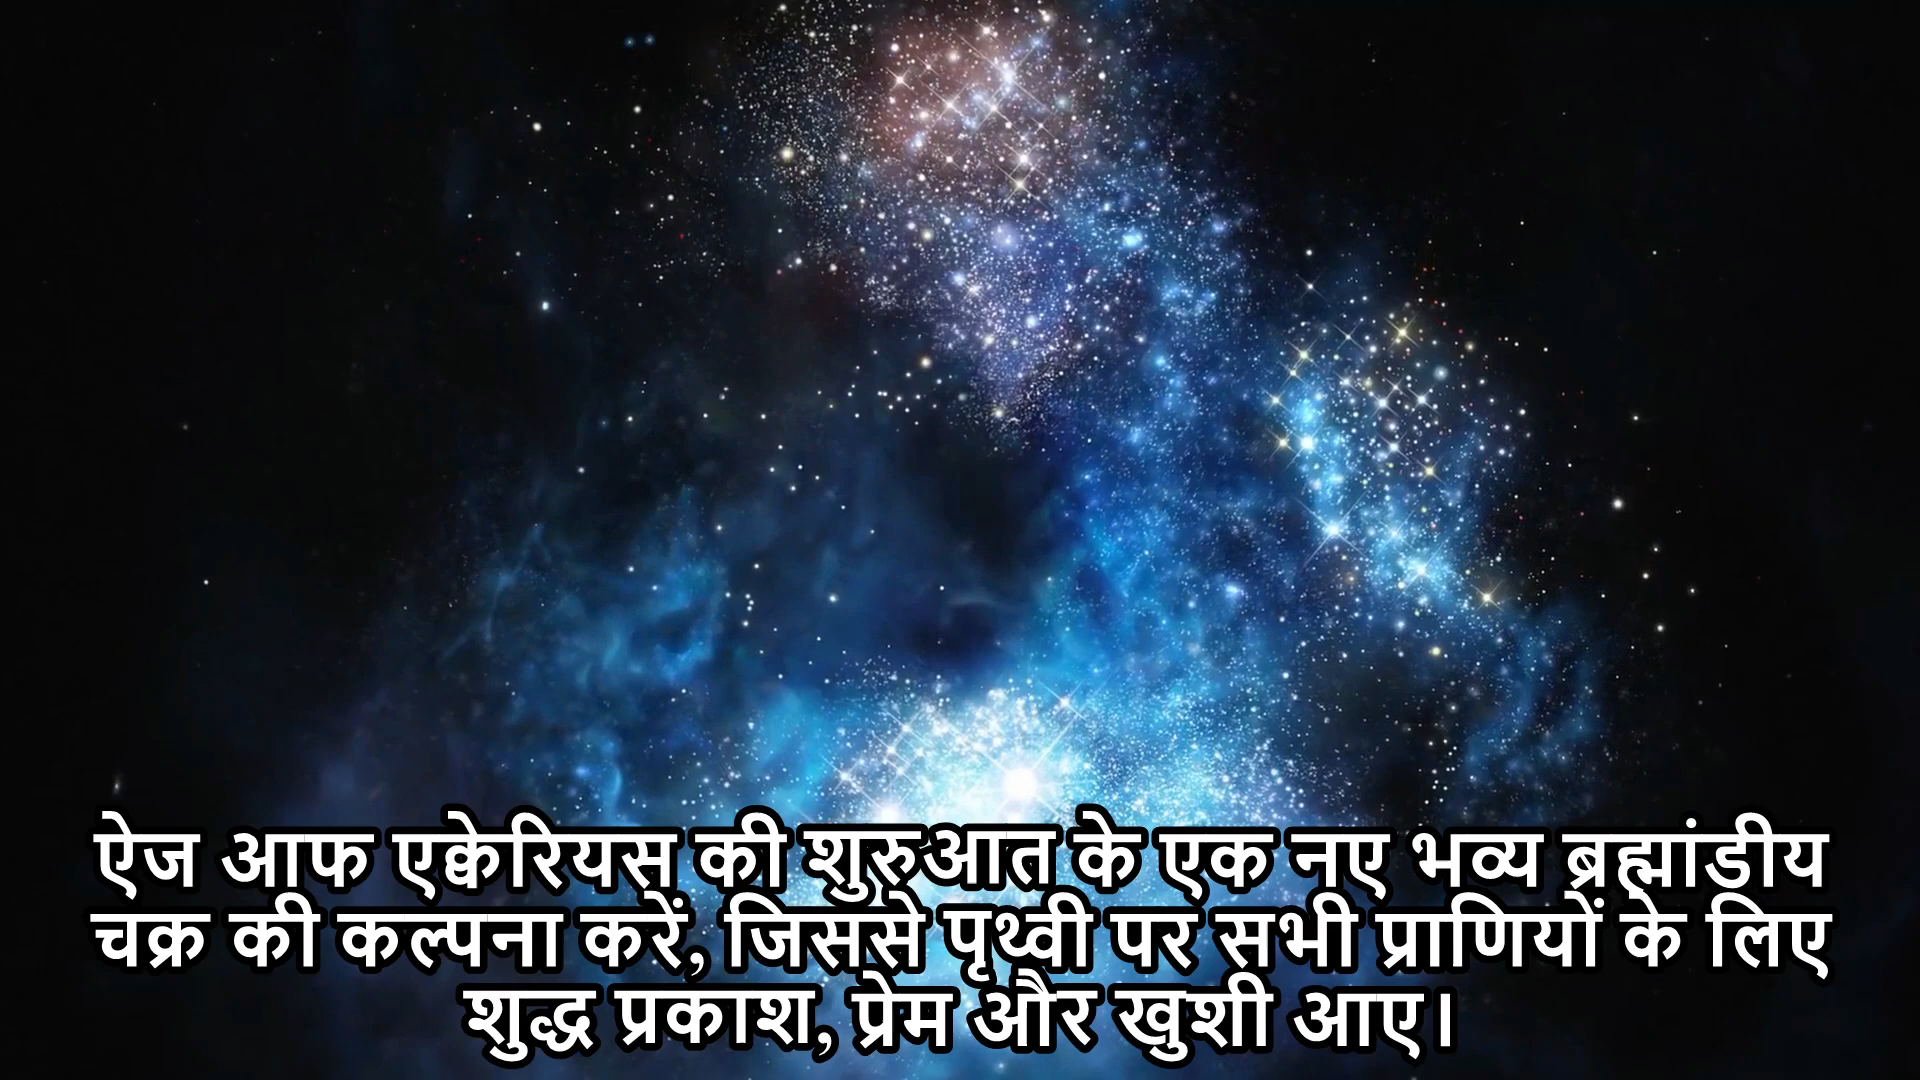 ऐज आफ एक्वेरियस की शुरुआत के एक नए भव्य ब्रह्मांडीय
चक्र की कल्पना करें, जिससे पृथ्वी पर सभी प्राणियों के लिए
शुद्ध प्रकाश, प्रेम और खुशी आए।